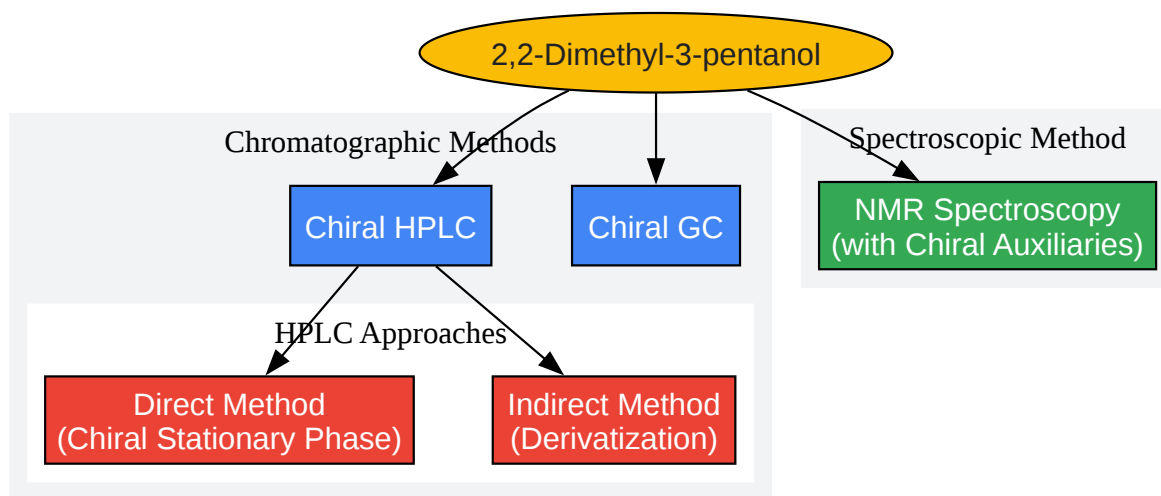 2,2-Dimethyl-3-pentanol
Chromatographic Methods
Spectroscopic Method
Chiral HPLC
Chiral GC
NMR Spectroscopy
(with Chiral Auxiliaries)
HPLC Approaches
Direct Method
(Chiral Stationary Phase)
Indirect Method
(Derivatization)